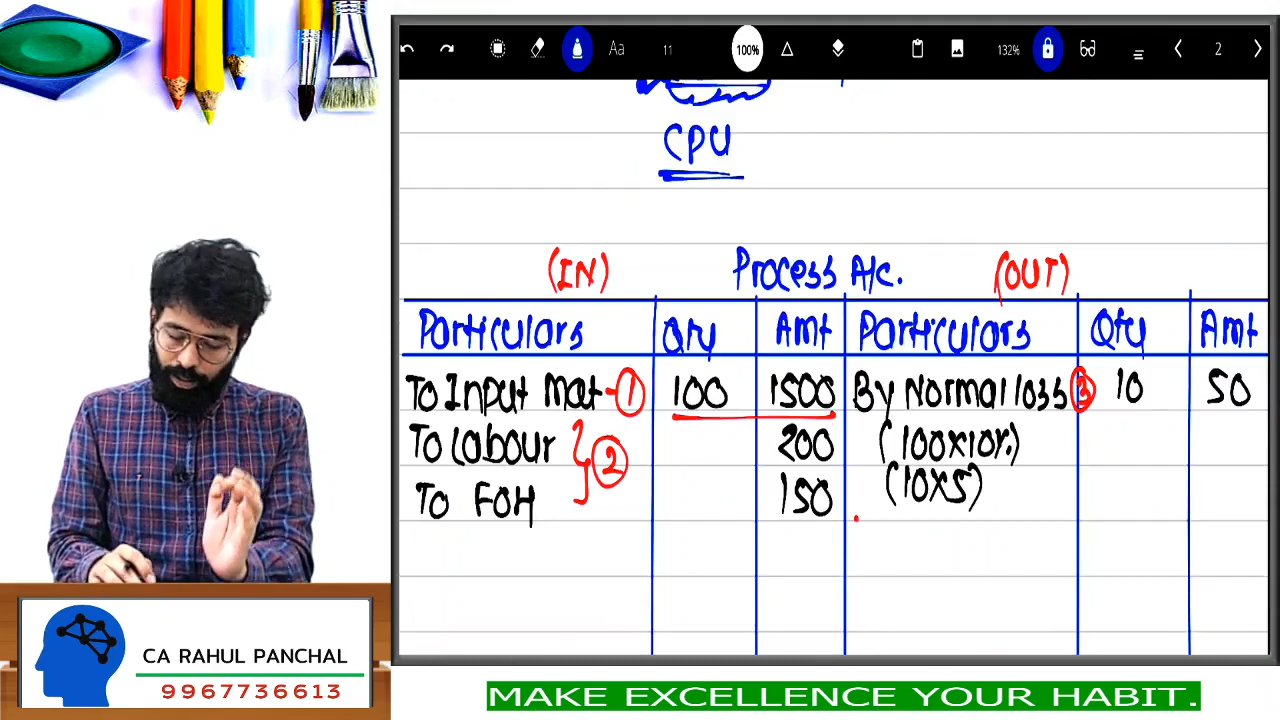 Aa 11 100% 132% 2
CPU
(IN) Process A/c. (OUT)
Particulars Qty Amt Particulars Qty Amt
To Input Mat - 1 100 1500 By Normal loss 3 10 50
To Labour 2 200 (100x10%)
To FOH 150 (10x5)
CA RAHUL PANCHAL
9967736613
MAKE EXCELLENCE YOUR HABIT.